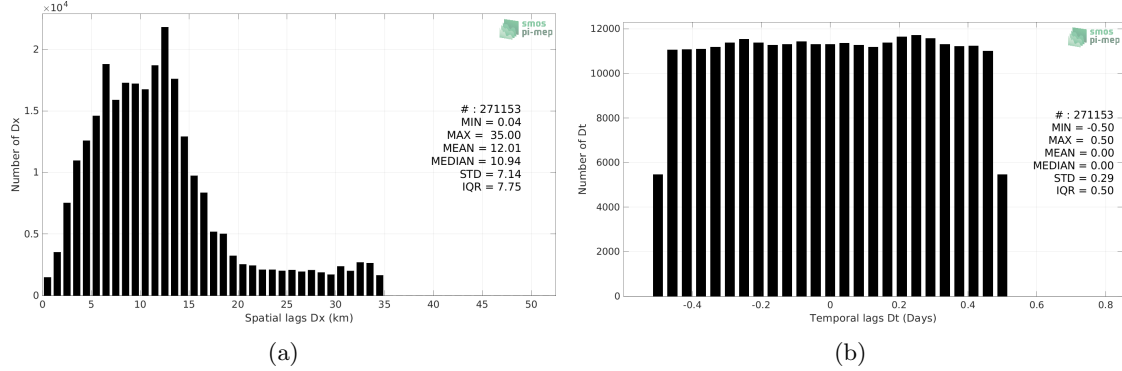 ×10⁴
2
1.5
1
0.5
0
Number of Dx
0 5 10 15 20 25 30 35 40 45 50
Spatial lags Dx (km)
smos
pi-mep
# : 271153
MIN = 0.04
MAX = 35.00
MEAN = 12.01
MEDIAN = 10.94
STD = 7.14
IQR = 7.75
(a)
12000
10000
8000
6000
4000
2000
0
Number of Dt
-0.4 -0.2 0 0.2 0.4 0.6 0.8
Temporal lags Dt (Days)
smos
pi-mep
# : 271153
MIN = -0.50
MAX = 0.50
MEAN = 0.00
MEDIAN = 0.00
STD = 0.29
IQR = 0.50
(b)